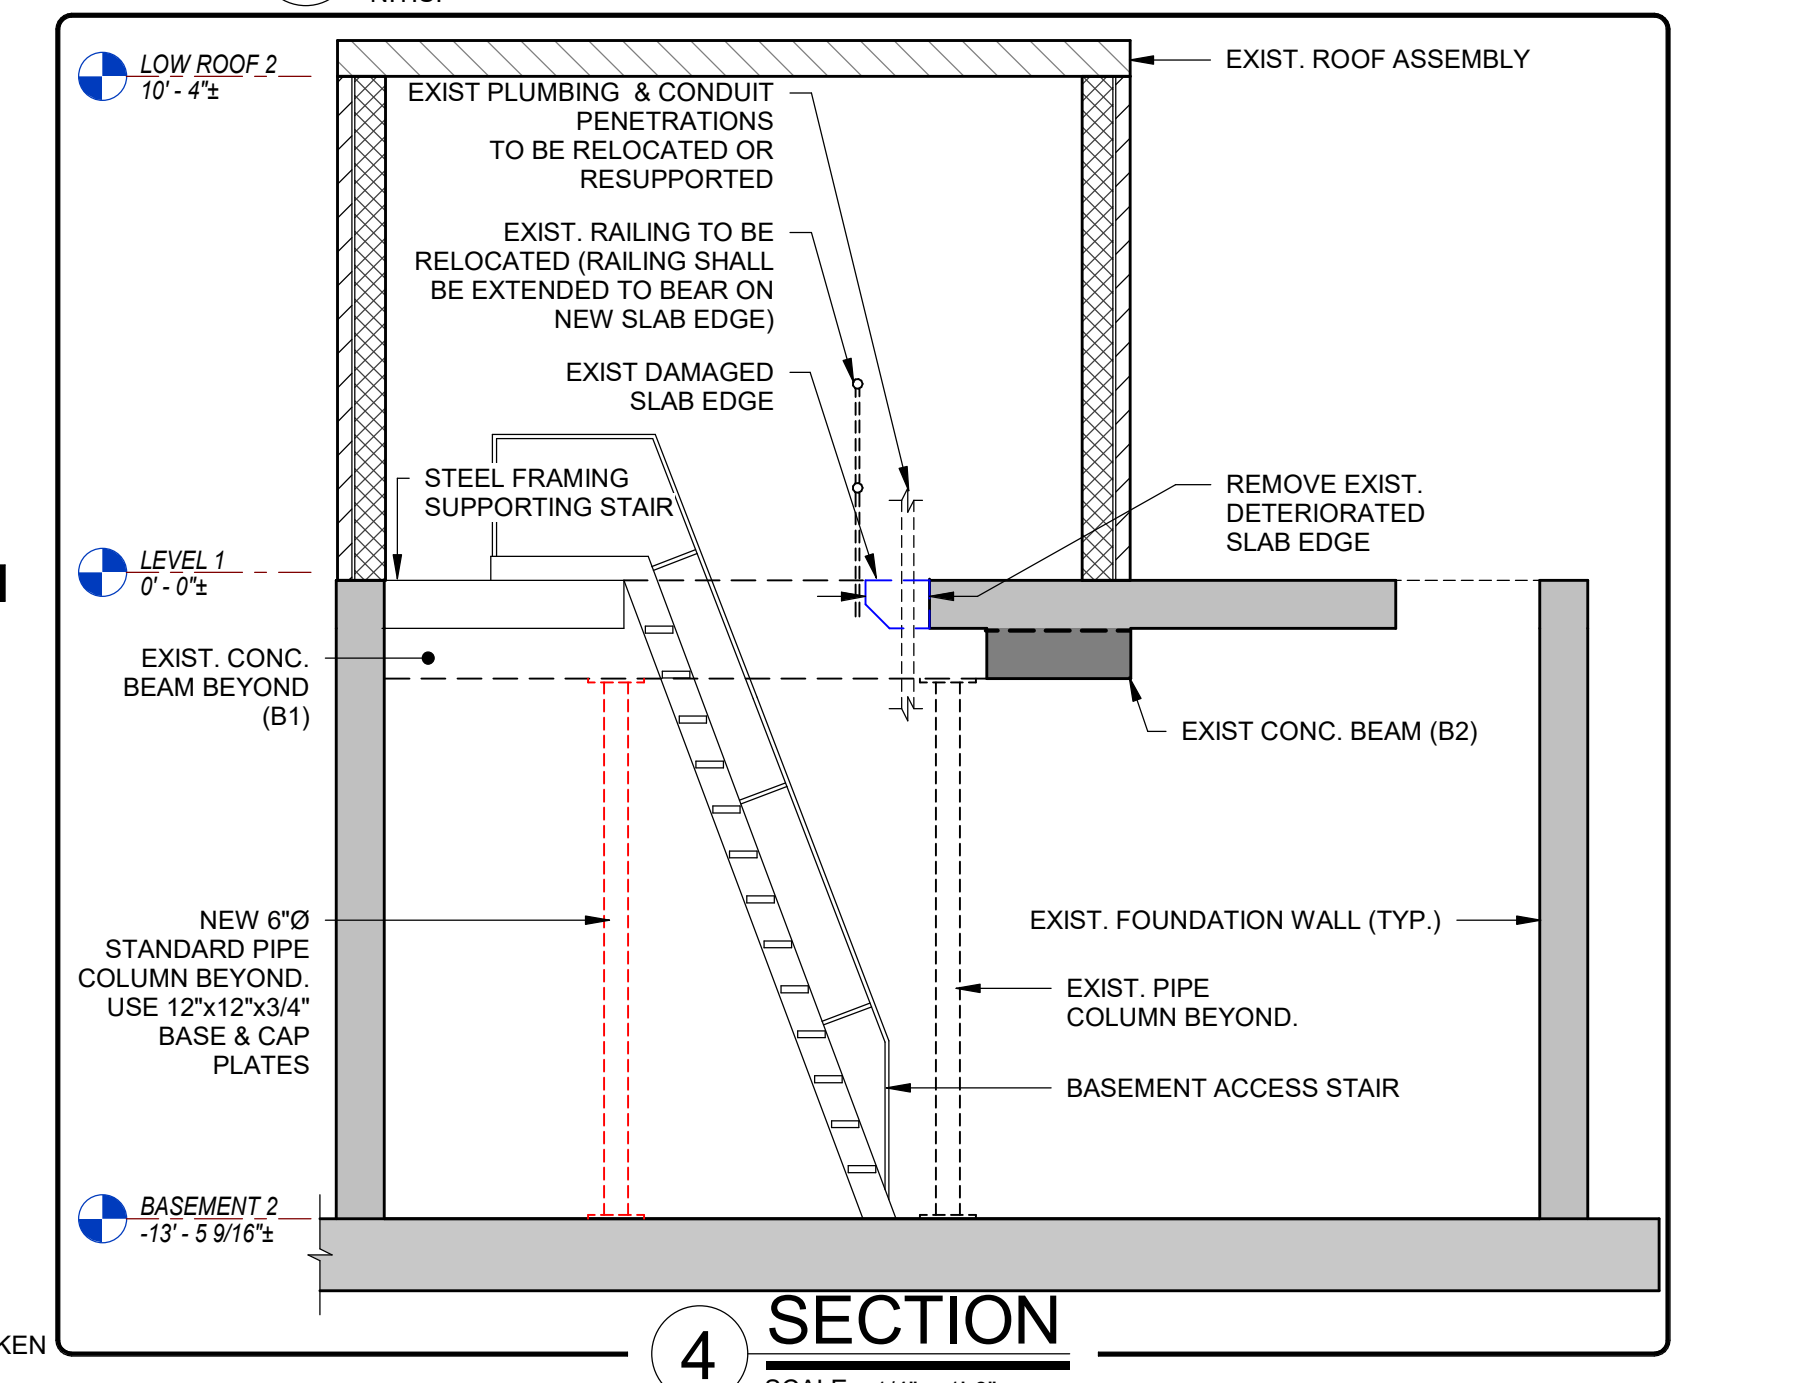 LOW ROOF 2
10' - 4"±
EXIST. ROOF ASSEMBLY
EXIST PLUMBING & CONDUIT
PENETRATIONS
TO BE RELOCATED OR
RESUPPORTED
EXIST. RAILING TO BE
RELOCATED (RAILING SHALL
BE EXTENDED TO BEAR ON
NEW SLAB EDGE)
EXIST DAMAGED
SLAB EDGE
STEEL FRAMING
SUPPORTING STAIR
REMOVE EXIST.
DETERIORATED
SLAB EDGE
LEVEL 1
0' - 0"±
EXIST. CONC.
BEAM BEYOND
(B1)
EXIST CONC. BEAM (B2)
NEW 6"Ø
STANDARD PIPE
COLUMN BEYOND.
USE 12"x12"x3/4"
BASE & CAP
PLATES
EXIST. FOUNDATION WALL (TYP.)
EXIST. PIPE
COLUMN BEYOND.
BASEMENT ACCESS STAIR
BASEMENT 2
-13' - 5 9/16"±
KEN
4
SECTION